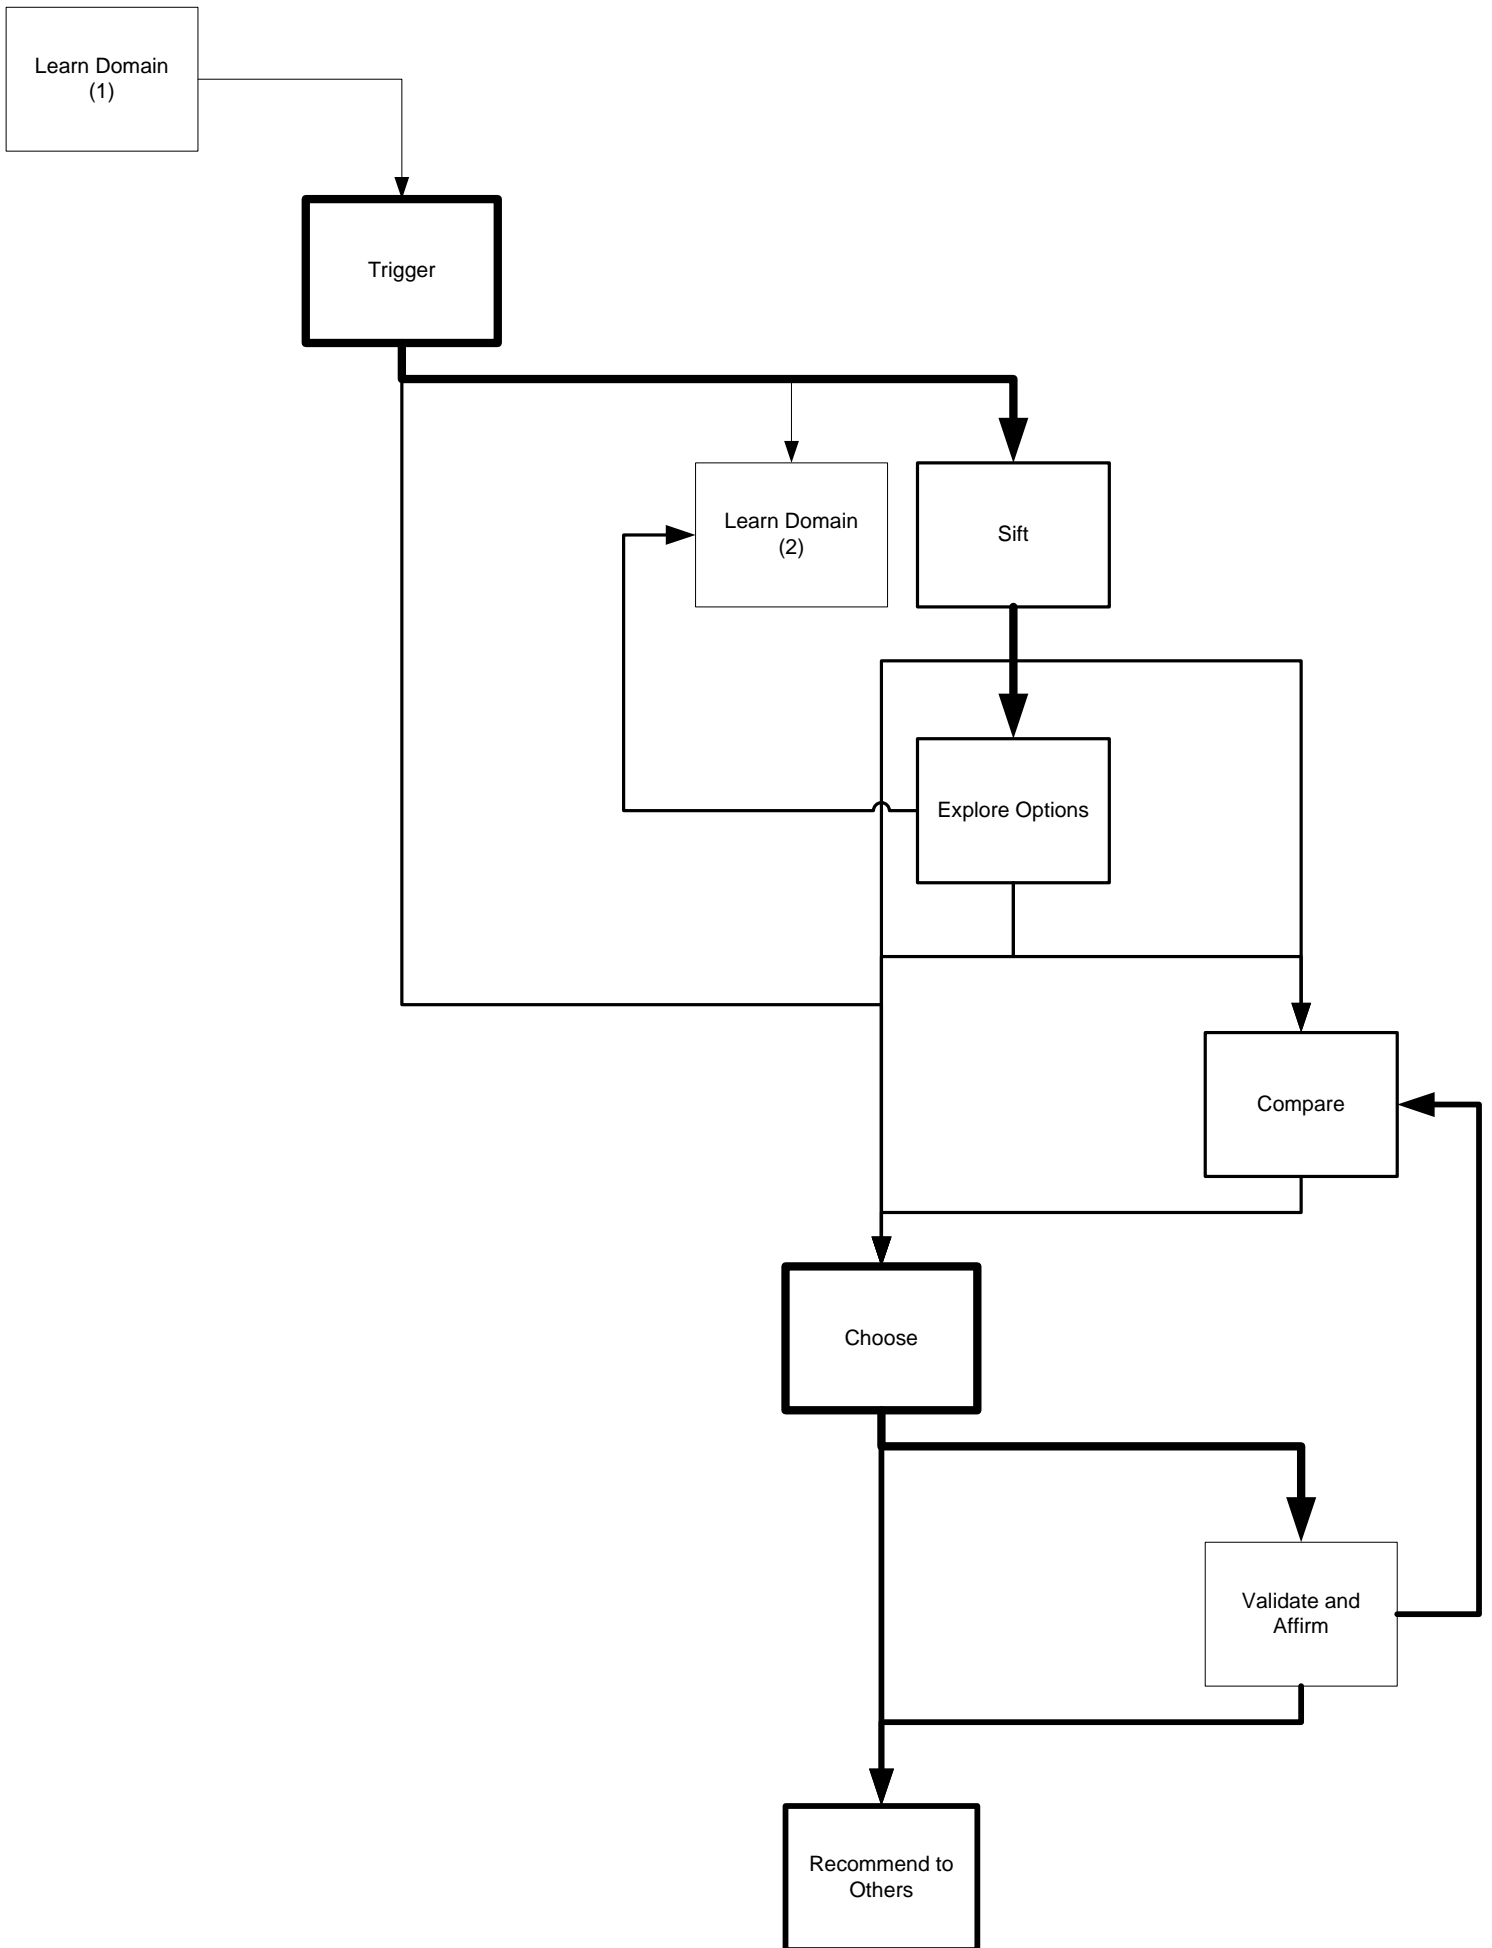 Learn Domain
(1)
Trigger
Learn Domain
(2)
Sift
Explore Options
Compare
Choose
Validate and
Affirm
Recommend to
Others